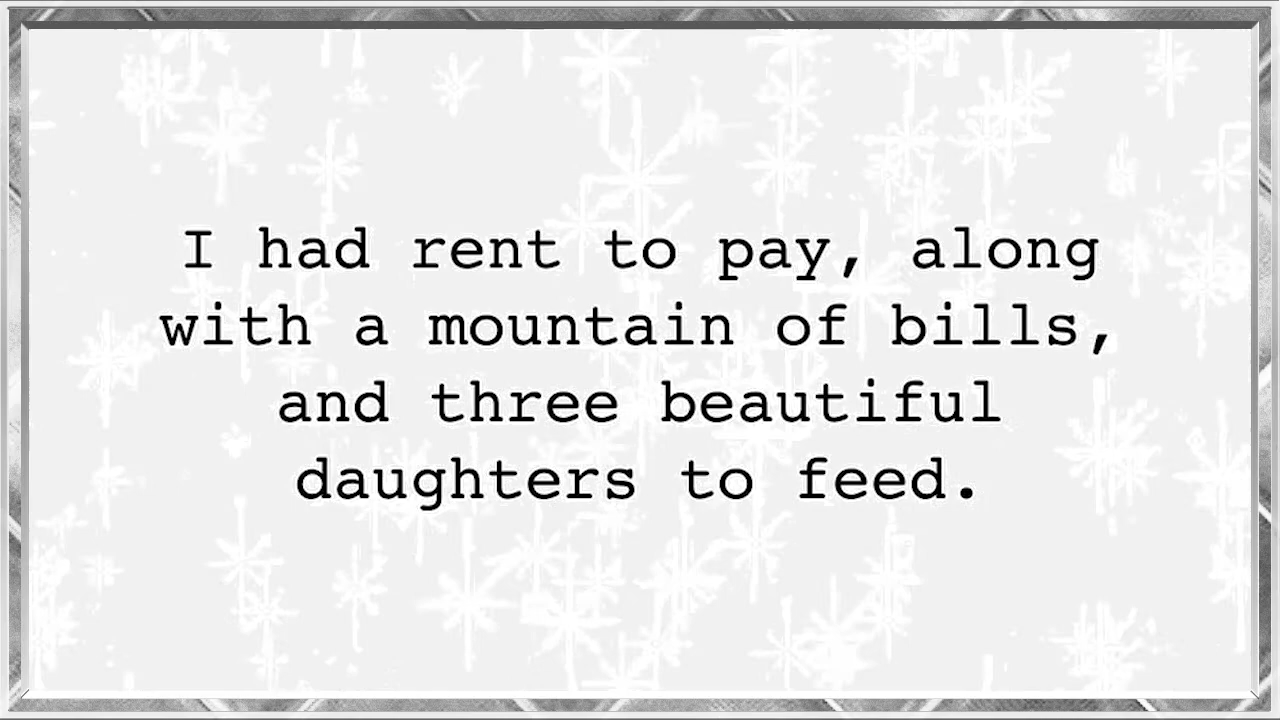 I had rent to pay, along
with a mountain of bills,
and three beautiful
daughters to feed.